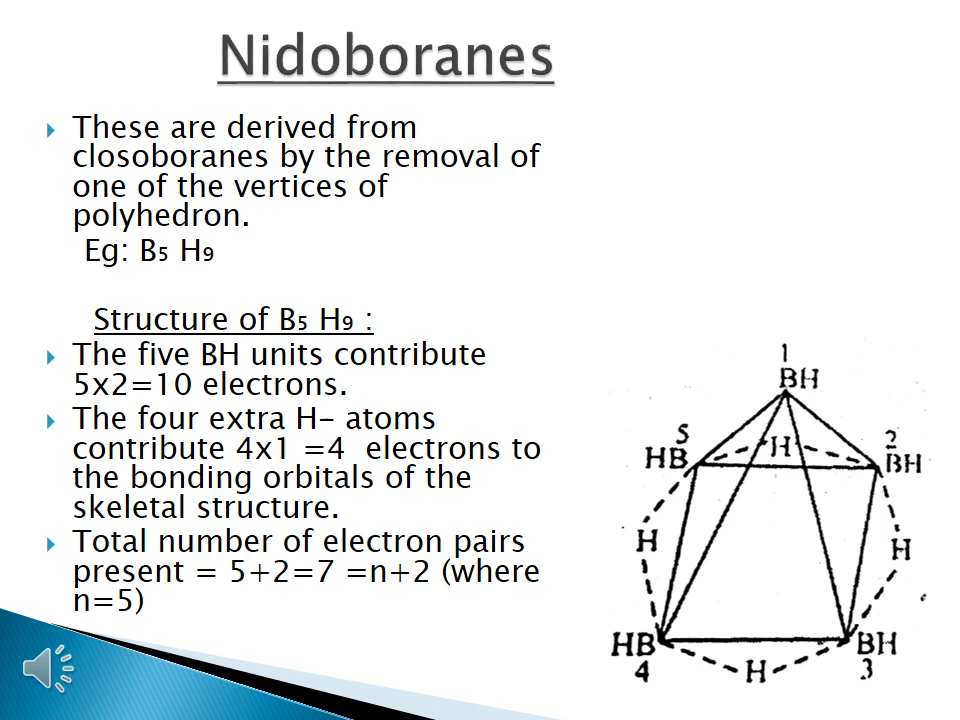 Nidoboranes
These are derived from
closoboranes by the removal of
one of the vertices of
polyhedron.
Eg: B5 H9
Structure of B5 H9 :
The five BH units contribute
5x2=10 electrons.
The four extra H- atoms
contribute 4x1 =4 electrons to
the bonding orbitals of the
skeletal structure.
Total number of electron pairs
present = 5+2=7 =n+2 (where
n=5)
1
BH
5
2
HB
H
BH
H
H
HB
BH
4
H
3